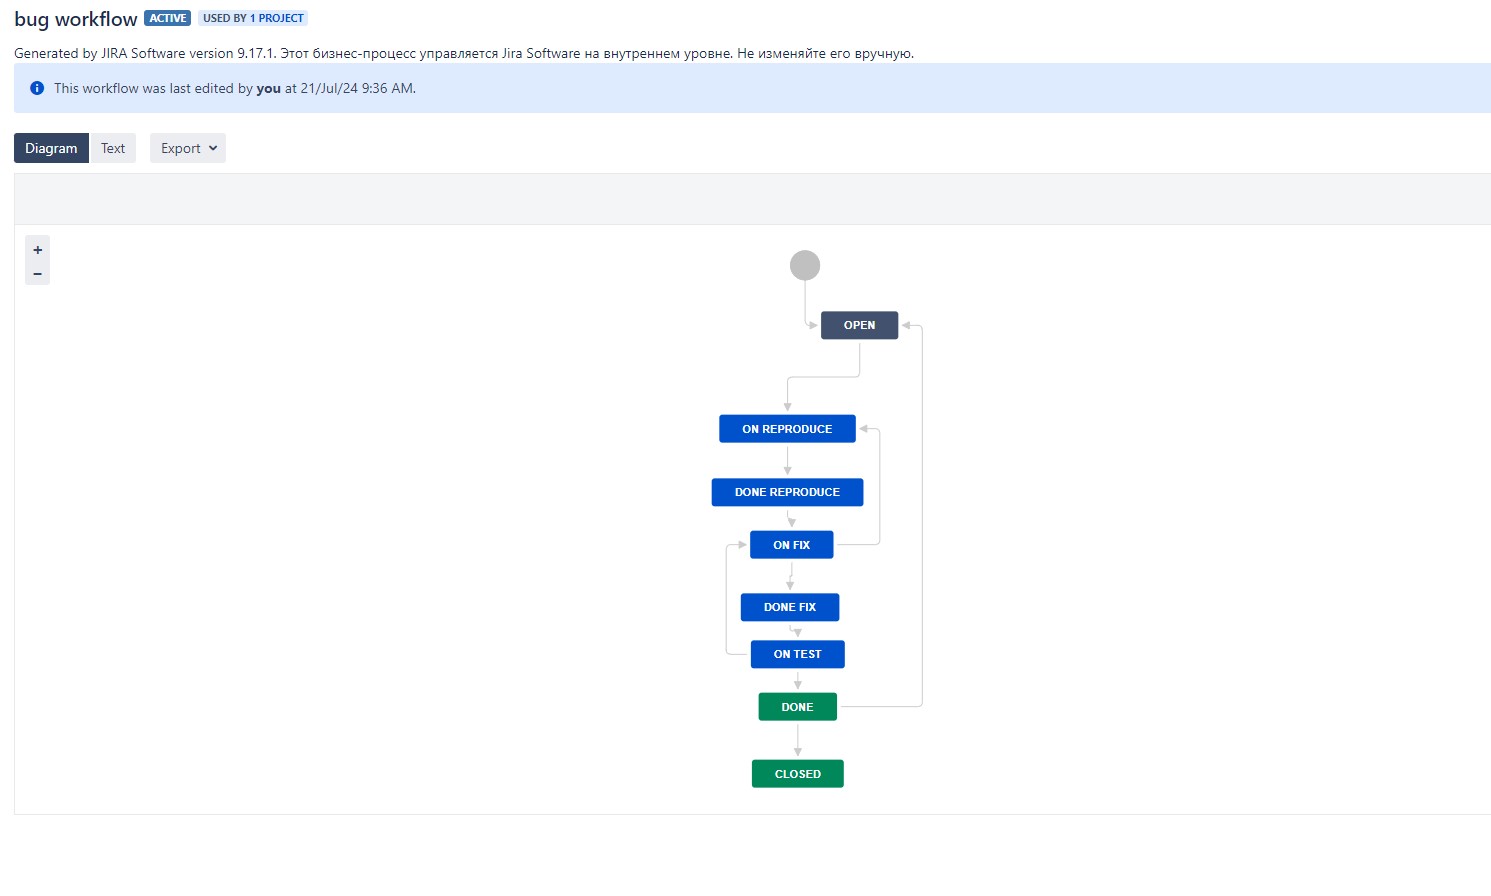 bug workflow ACTIVE USED BY 1 PROJECT
Generated by JIRA Software version 9.17.1. Этот бизнес-процесс управляется Jira Software на внутреннем уровне. Не изменяйте его вручную.
This workflow was last edited by you at 21/Jul/24 9:36 AM.
Diagram Text Export
+
−
OPEN
ON REPRODUCE
DONE REPRODUCE
ON FIX
DONE FIX
ON TEST
DONE
CLOSED